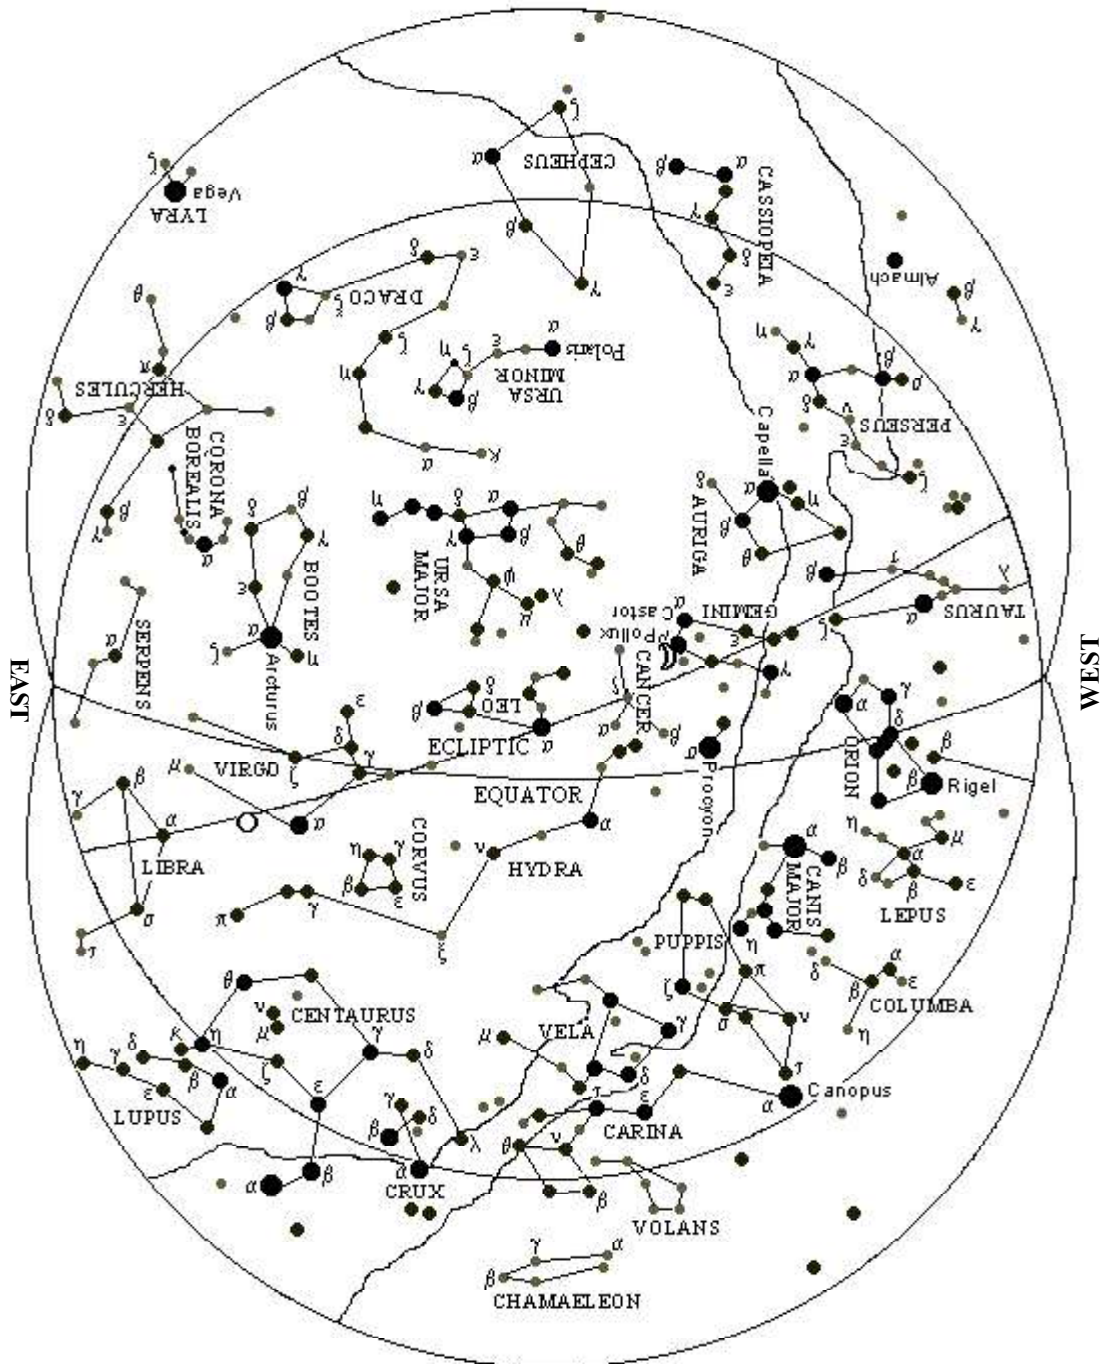 ζ
α
CEPHEUS
β
γ
β
α
CASSIOPEIA
γ
δ
ε
ζ
Vega
LYRA
Almach
β
γ
δ
ε
γ
DRACO
β
ξ
ζ
η
α
κ
α
Polaris
ε
ζ
η
URSA
MINOR
γ
β
θ
π
HERCULES
δ
ε
β
γ
CORONA
BOREALIS
α
η
γ
α
β
ρ
δ
ν
PERSEUS
ε
ζ
Capella
δ
α
η
β
AURIGA
θ
δ
β
γ
BOOTES
ε
α
Arcturus
ζ
η
η
δ
α
γ
β
θ
URSA
MAJOR
ψ
λ
μ
SERPENS
α
β
τ
λ
TAURUS
α
ζ
α
Castor
GEMINI
Pollux
ε
γ
EAST
WEST
CANCER
δ
α
β
δ
LEO
β
α
ECLIPTIC
EQUATOR
α
Procyon
α
γ
δ
ORION
β
β
Rigel
ε
δ
γ
VIRGO
ζ
μ
α
γ
β
α
LIBRA
σ
τ
CORVUS
η
γ
β
ε
ν
HYDRA
α
π
γ
ξ
α
β
CANIS
MAJOR
η
η
μ
α
δ
β
ε
LEPUS
PUPPIS
π
ζ
σ
ν
τ
δ
α
β
ε
COLUMBA
η
θ
CENTAURUS
ν
μ
κ
η
γ
δ
ζ
ε
η
γ
δ
β
α
ε
LUPUS
VELA
γ
μ
δ
ι
ε
CARINA
Canopus
α
γ
δ
β
λ
α
CRUX
α
β
θ
ν
β
VOLANS
γ
α
β
CHAMAELEON